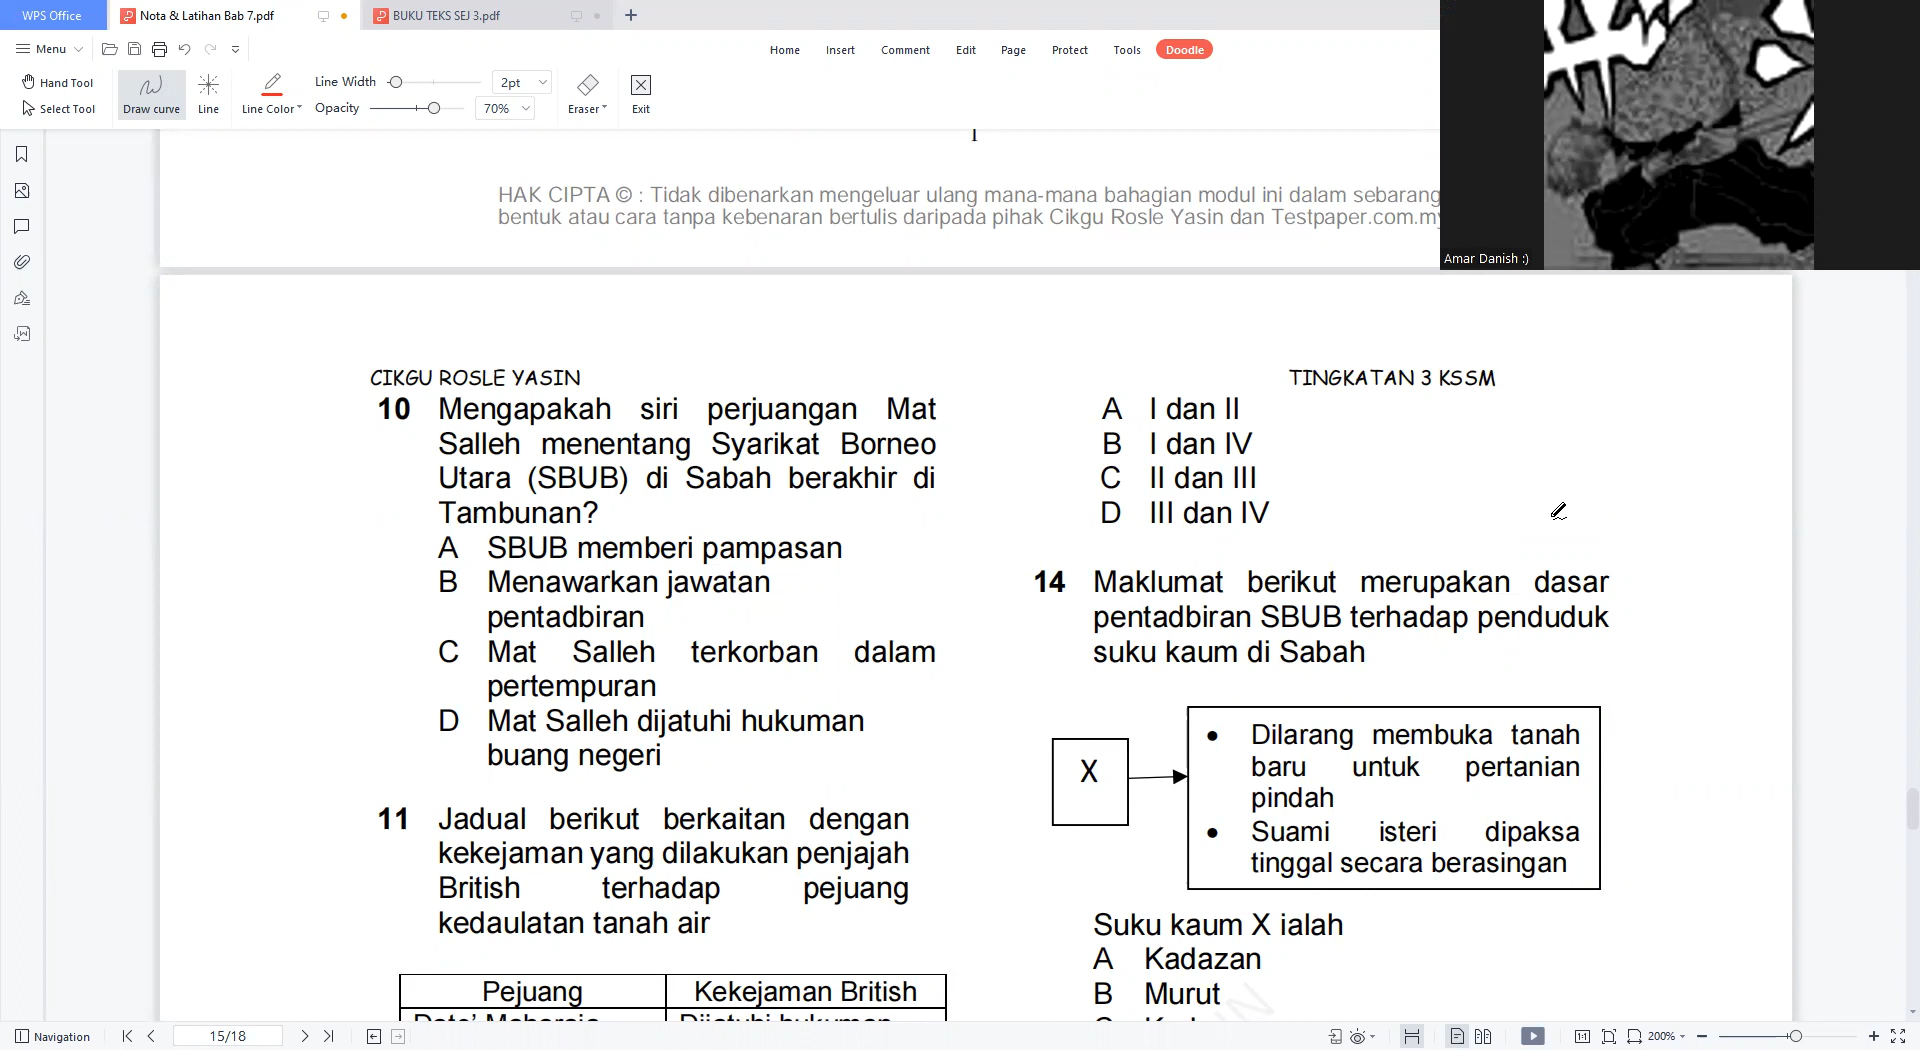 WPS Office
Nota & Latihan Bab 7.pdf
BUKU TEKS SEJ 3.pdf
Menu
Home Insert Comment Edit Page Protect Tools Doodle
Hand Tool
Select Tool
Draw curve
Line
Line Color
Line Width 2pt
Opacity 70%
Eraser
Exit
Amar Danish :)
HAK CIPTA © : Tidak dibenarkan mengeluar ulang mana-mana bahagian modul ini dalam sebarang
bentuk atau cara tanpa kebenaran bertulis daripada pihak Cikgu Rosle Yasin dan Testpaper.com.my
CIKGU ROSLE YASIN
TINGKATAN 3 KSSM
10 Mengapakah siri perjuangan Mat
Salleh menentang Syarikat Borneo
Utara (SBUB) di Sabah berakhir di
Tambunan?
A SBUB memberi pampasan
B Menawarkan jawatan
pentadbiran
C Mat Salleh terkorban dalam
pertempuran
D Mat Salleh dijatuhi hukuman
buang negeri
11 Jadual berikut berkaitan dengan
kekejaman yang dilakukan penjajah
British terhadap pejuang
kedaulatan tanah air
Pejuang Kekejaman British
A I dan II
B I dan IV
C II dan III
D III dan IV
14 Maklumat berikut merupakan dasar
pentadbiran SBUB terhadap penduduk
suku kaum di Sabah
X
• Dilarang membuka tanah
baru untuk pertanian
pindah
• Suami isteri dipaksa
tinggal secara berasingan
Suku kaum X ialah
A Kadazan
B Murut
Navigation
15/18
200%